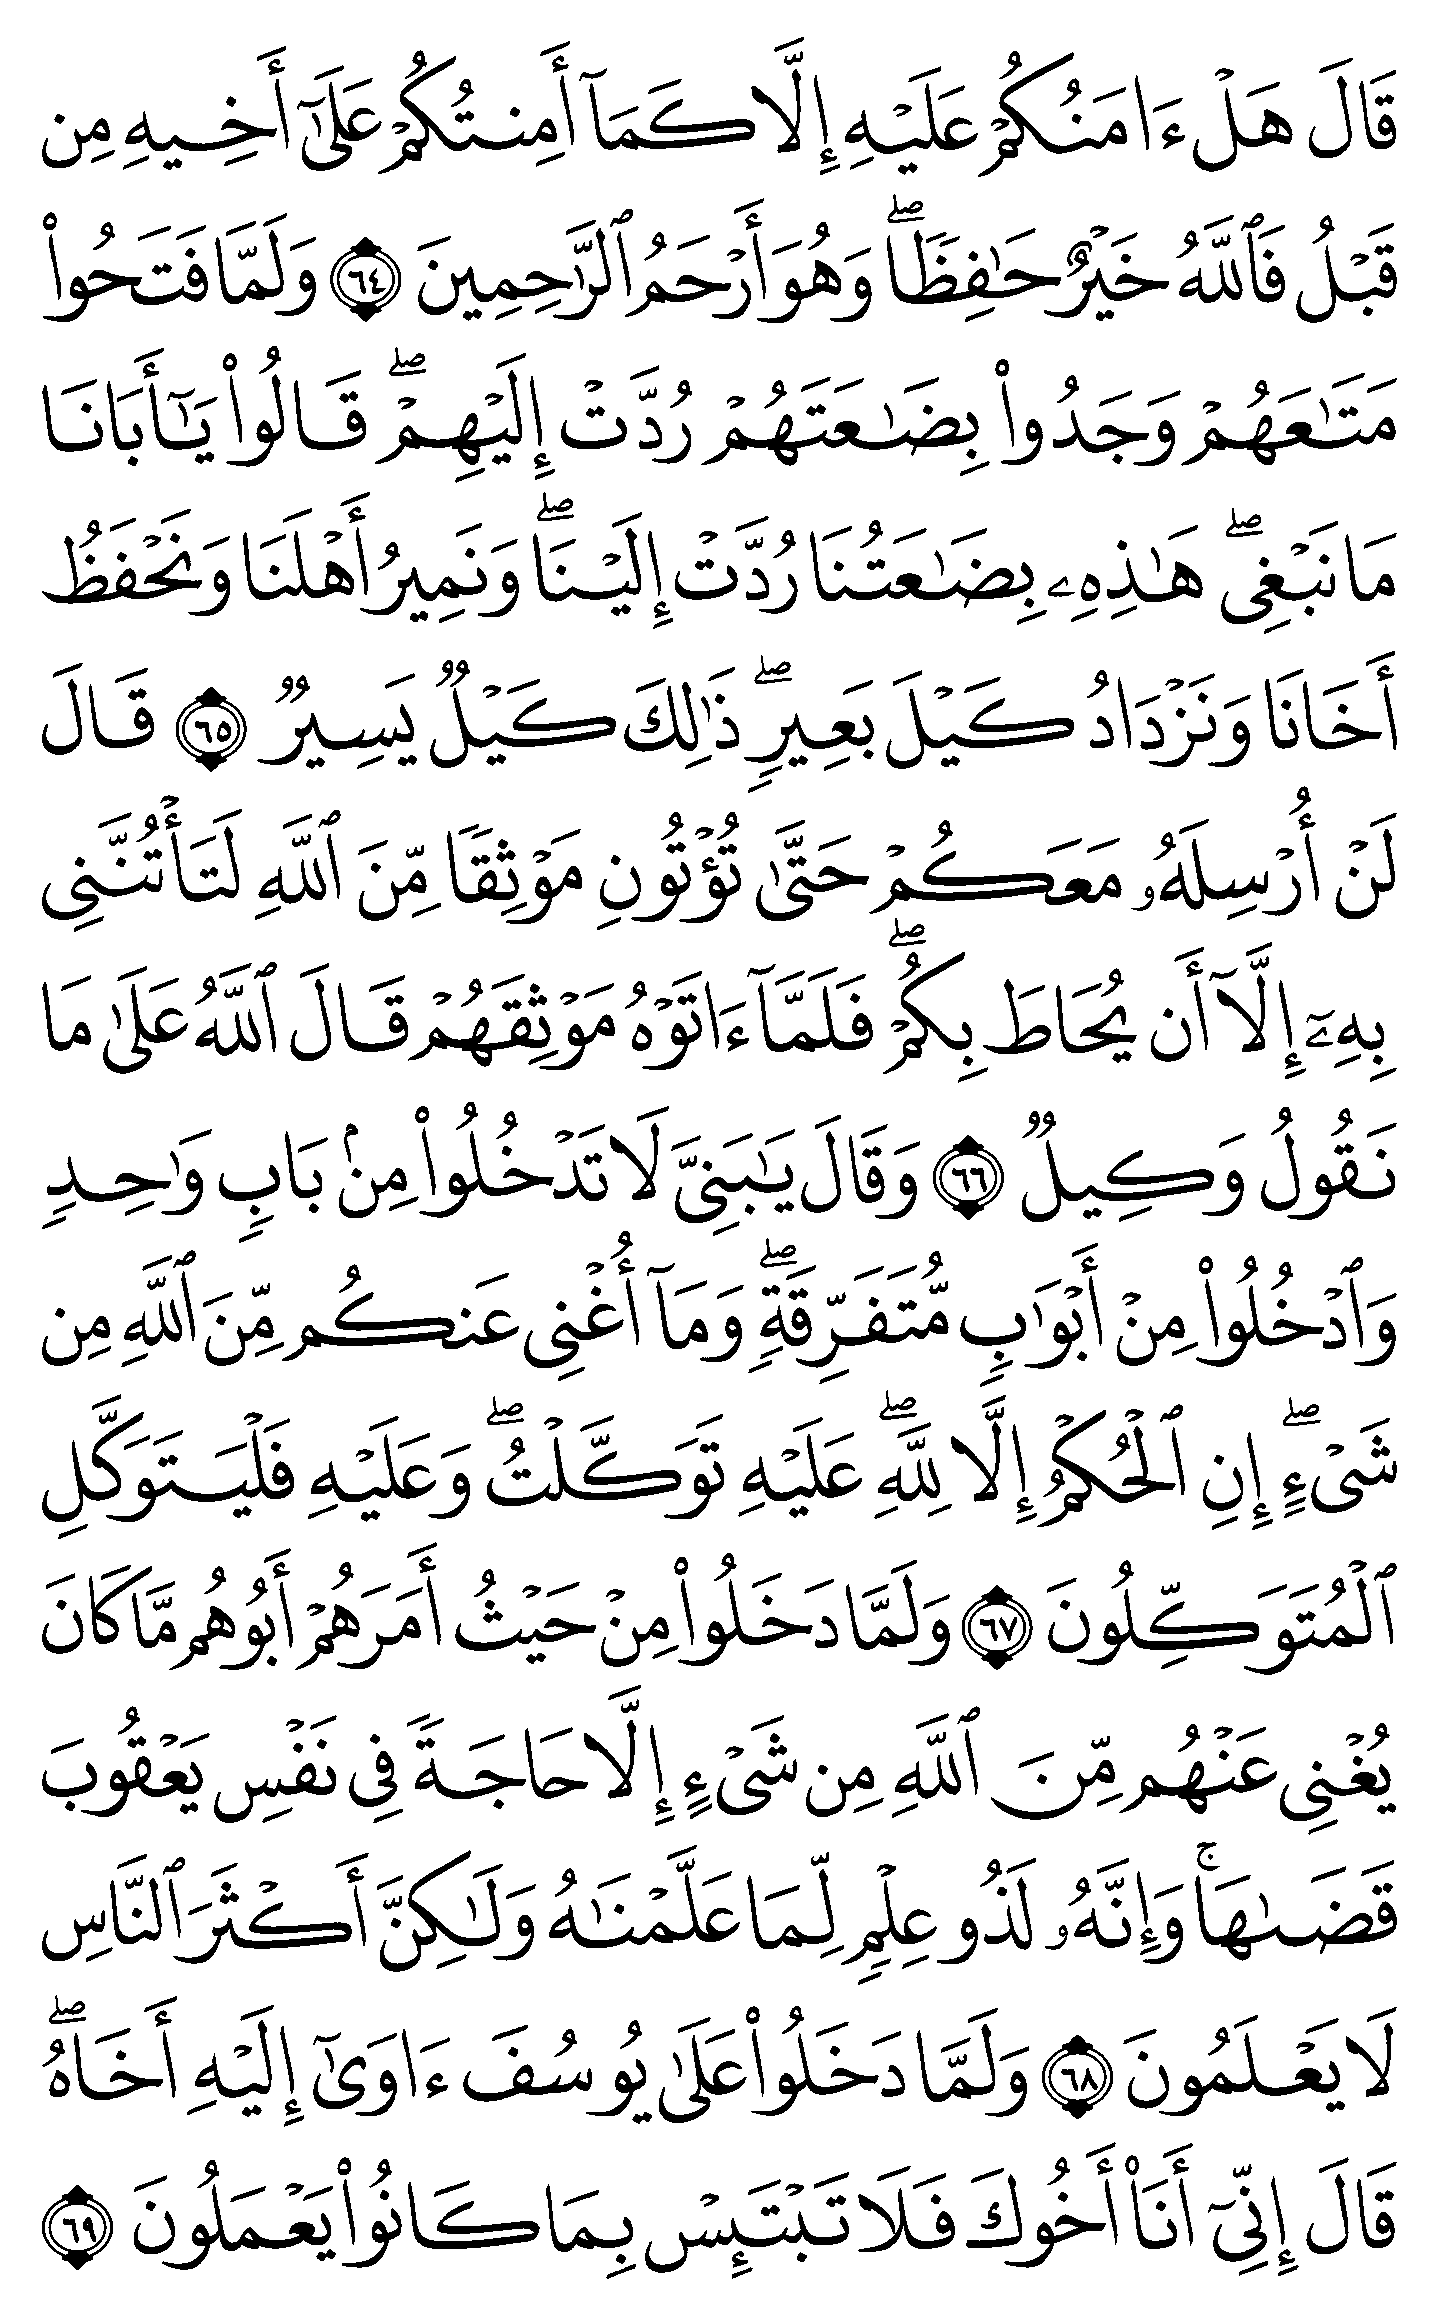 قَالَ هَلْ ءَامَنُكُمْ عَلَيْهِ إِلَّا كَمَآ أَمِنتُكُمْ عَلَىٰٓ أَخِيهِ مِن
قَبْلُ فَٱللَّهُ خَيْرٌ حَـٰفِظًا ۖ وَهُوَ أَرْحَمُ ٱلرَّٰحِمِينَ ٦٤ وَلَمَّا فَتَحُوا۟
مَتَـٰعَهُمْ وَجَدُوا۟ بِضَـٰعَتَهُمْ رُدَّتْ إِلَيْهِمْ ۖ قَالُوا۟ يَـٰٓأَبَانَا
مَا نَبْغِى ۖ هَـٰذِهِۦ بِضَـٰعَتُنَا رُدَّتْ إِلَيْنَا ۖ وَنَمِيرُ أَهْلَنَا وَنَحْفَظُ
أَخَانَا وَنَزْدَادُ كَيْلَ بَعِيرٍ ۖ ذَٰلِكَ كَيْلٌ يَسِيرٌ ٦٥ قَالَ
لَنْ أُرْسِلَهُۥ مَعَكُمْ حَتَّىٰ تُؤْتُونِ مَوْثِقًا مِّنَ ٱللَّهِ لَتَأْتُنَّنِى
بِهِۦٓ إِلَّآ أَن يُحَاطَ بِكُمْ ۖ فَلَمَّآ ءَاتَوْهُ مَوْثِقَهُمْ قَالَ ٱللَّهُ عَلَىٰ مَا
نَقُولُ وَكِيلٌ ٦٦ وَقَالَ يَـٰبَنِىَّ لَا تَدْخُلُوا۟ مِنۢ بَابٍ وَٰحِدٍ
وَٱدْخُلُوا۟ مِنْ أَبْوَٰبٍ مُّتَفَرِّقَةٍ ۖ وَمَآ أُغْنِى عَنكُم مِّنَ ٱللَّهِ مِن
شَىْءٍ ۖ إِنِ ٱلْحُكْمُ إِلَّا لِلَّهِ ۖ عَلَيْهِ تَوَكَّلْتُ ۖ وَعَلَيْهِ فَلْيَتَوَكَّلِ
ٱلْمُتَوَكِّلُونَ ٦٧ وَلَمَّا دَخَلُوا۟ مِنْ حَيْثُ أَمَرَهُمْ أَبُوهُم مَّا كَانَ
يُغْنِى عَنْهُم مِّنَ ٱللَّهِ مِن شَىْءٍ إِلَّا حَاجَةً فِى نَفْسِ يَعْقُوبَ
قَضَىٰهَا ۚ وَإِنَّهُۥ لَذُو عِلْمٍ لِّمَا عَلَّمْنَـٰهُ وَلَـٰكِنَّ أَكْثَرَ ٱلنَّاسِ
لَا يَعْلَمُونَ ٦٨ وَلَمَّا دَخَلُوا۟ عَلَىٰ يُوسُفَ ءَاوَىٰٓ إِلَيْهِ أَخَاهُ ۖ
قَالَ إِنِّىٓ أَنَا۠ أَخُوكَ فَلَا تَبْتَئِسْ بِمَا كَانُوا۟ يَعْمَلُونَ ٦٩